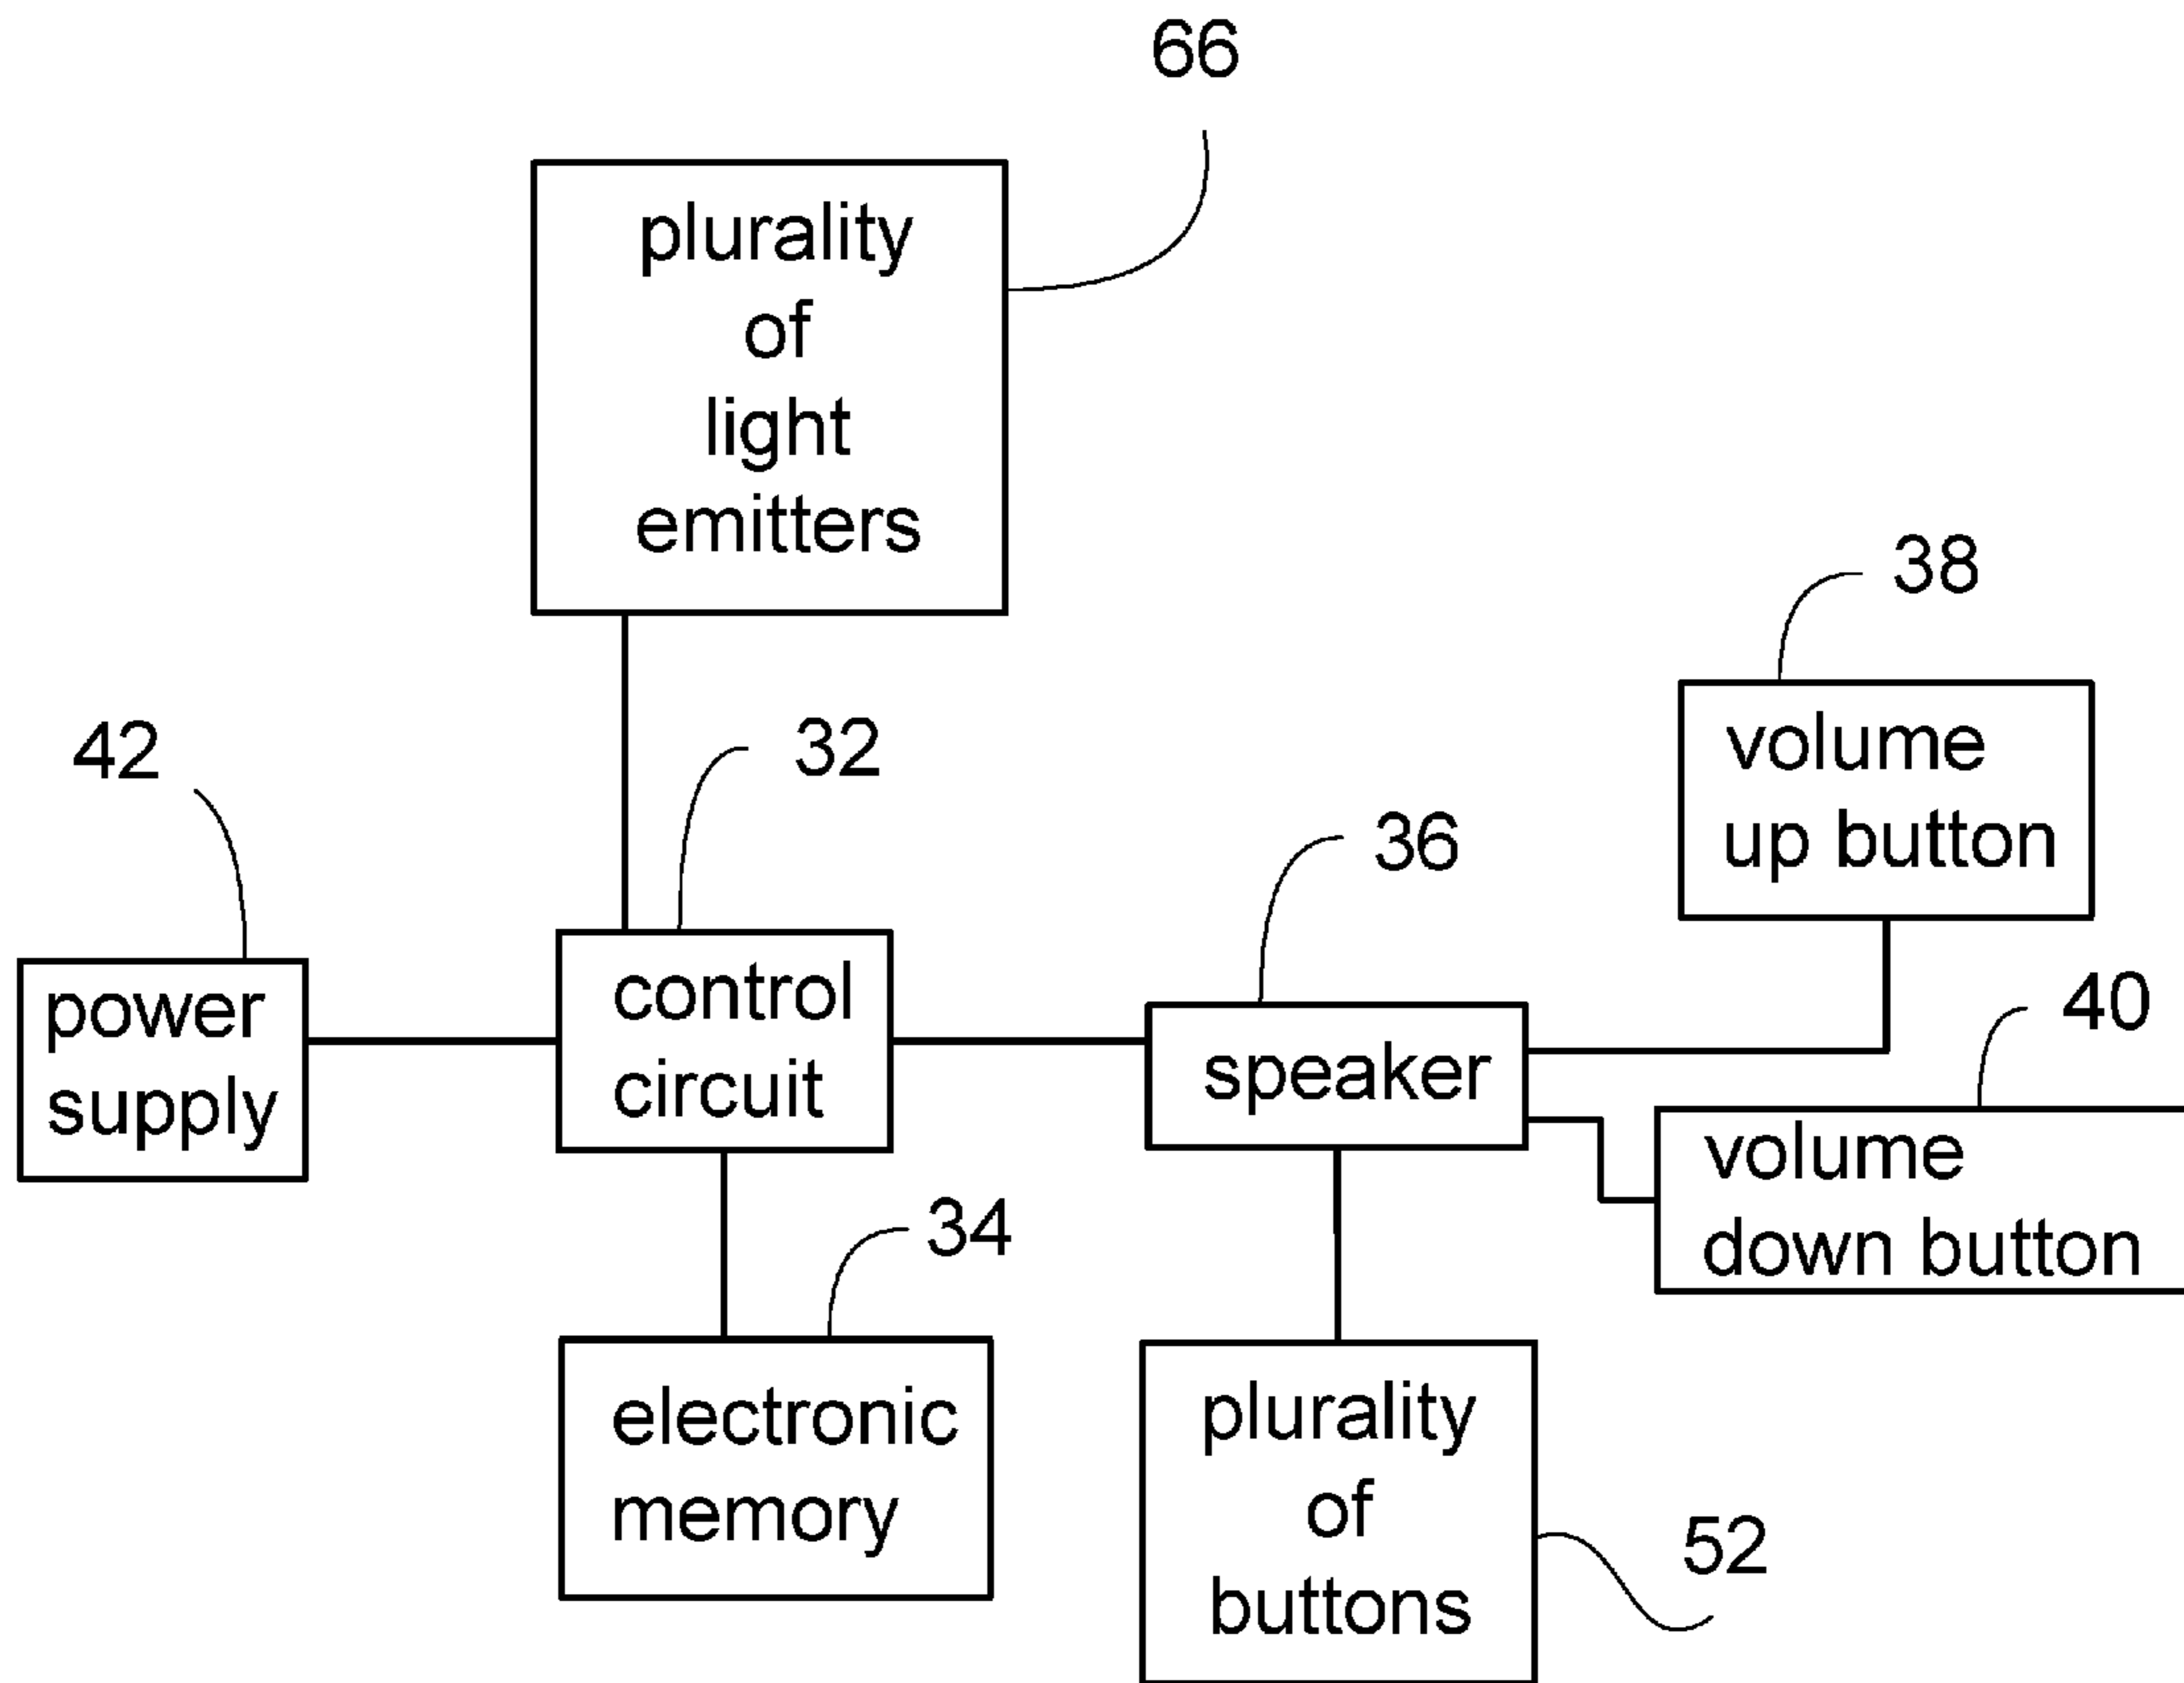 66
plurality
of
light
emitters
38
volume
up button
42
32
36
power
supply
control
circuit
speaker
40
volume
down button
34
electronic
memory
plurality
of
buttons
52